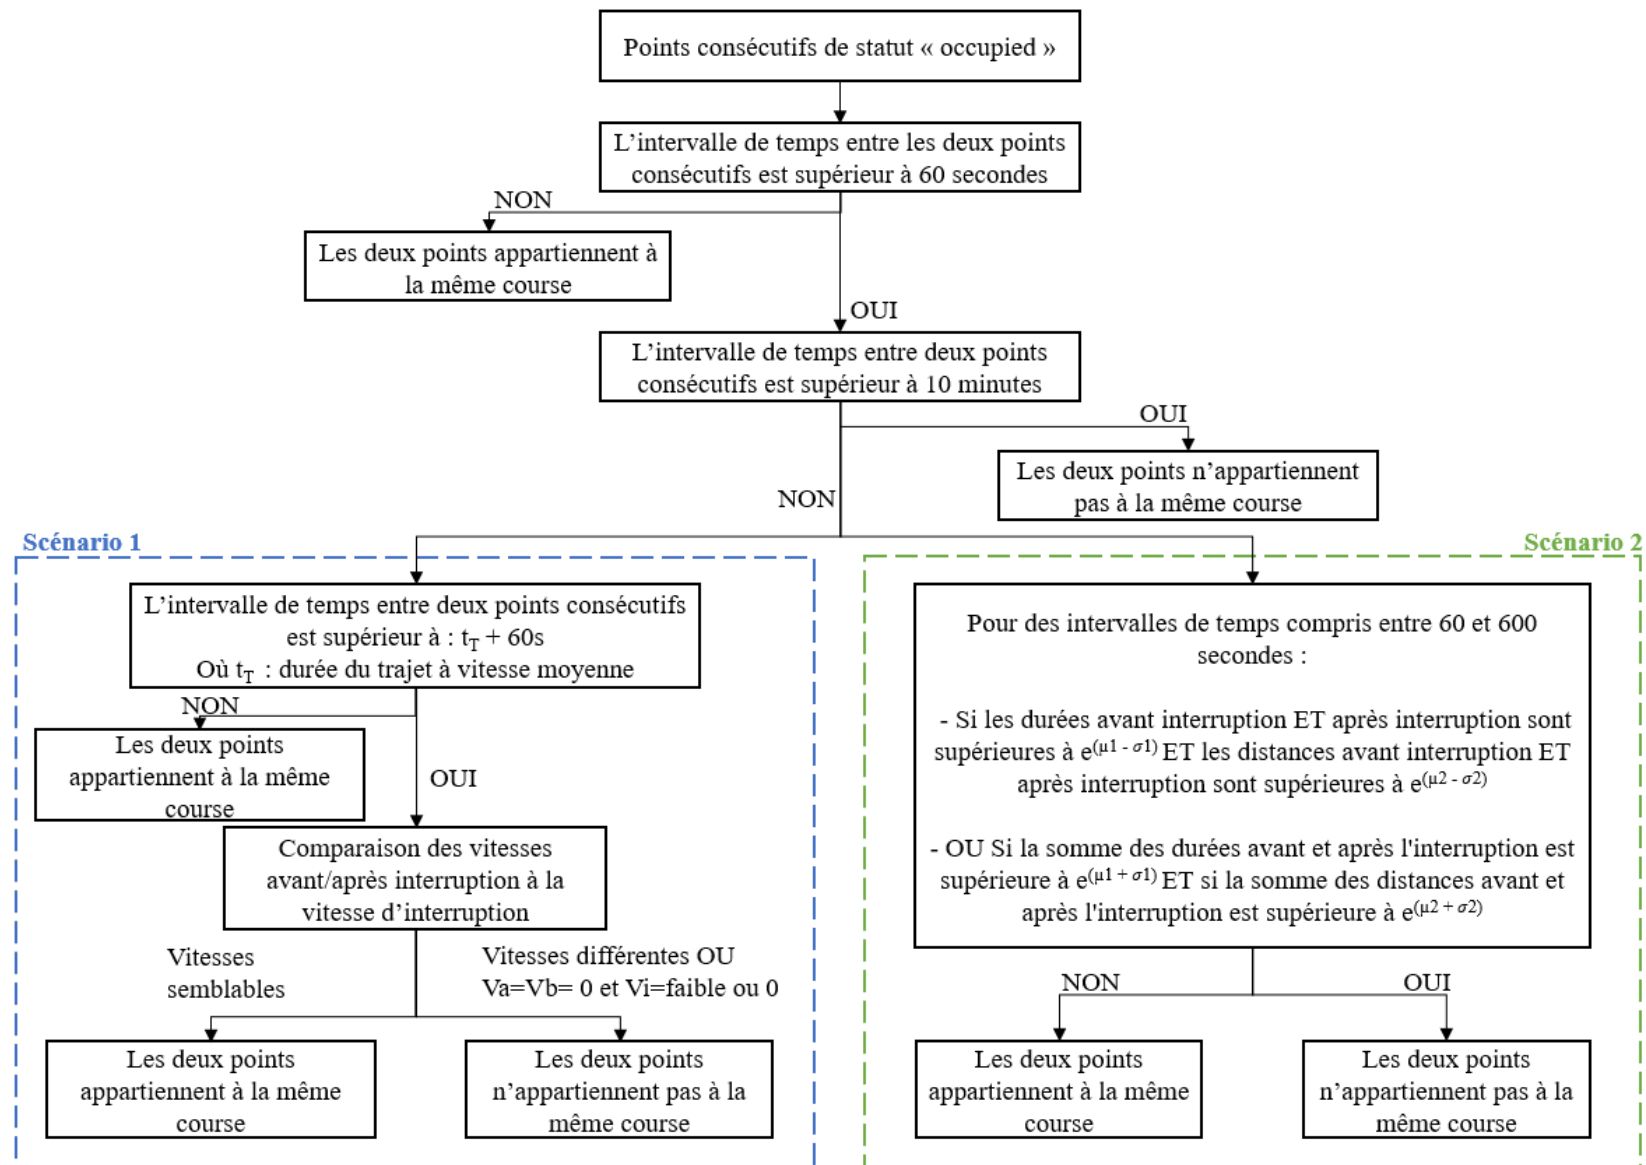 Points consécutifs de statut « occupied »
L’intervalle de temps entre les deux points
consécutifs est supérieur à 60 secondes
NON
Les deux points appartiennent à
la même course
OUI
L’intervalle de temps entre deux points
consécutifs est supérieur à 10 minutes
OUI
Les deux points n’appartiennent
pas à la même course
NON
Scénario 1
L’intervalle de temps entre deux points consécutifs
est supérieur à : t_T + 60s
Où t_T : durée du trajet à vitesse moyenne
NON
Les deux points
appartiennent à la même
course
OUI
Comparaison des vitesses
avant/après interruption à la
vitesse d’interruption
Vitesses
semblables
Vitesses différentes OU
Va=Vb= 0 et Vi=faible ou 0
Les deux points
appartiennent à la même
course
Les deux points
n’appartiennent pas à la
même course
Scénario 2
Pour des intervalles de temps compris entre 60 et 600
secondes :
- Si les durées avant interruption ET après interruption sont
supérieures à e^(µ1 - σ1) ET les distances avant interruption ET
après interruption sont supérieures à e^(µ2 - σ2)
- OU Si la somme des durées avant et après l'interruption est
supérieure à e^(µ1 + σ1) ET si la somme des distances avant et
après l'interruption est supérieure à e^(µ2 + σ2)
NON
OUI
Les deux points
appartiennent à la même
course
Les deux points
n’appartiennent pas à la
même course